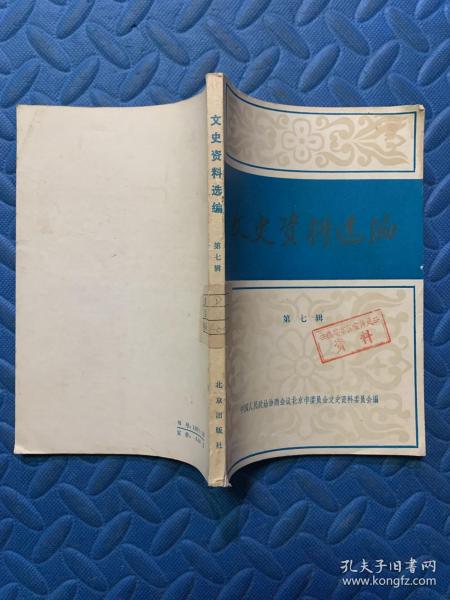 文史资料选编
第七辑
北京出版社
文史资料选编
第七辑
资料
中国人民政治协商会议北京市委员会文史资料委员会编
孔夫子旧书网
www.kongfz.com